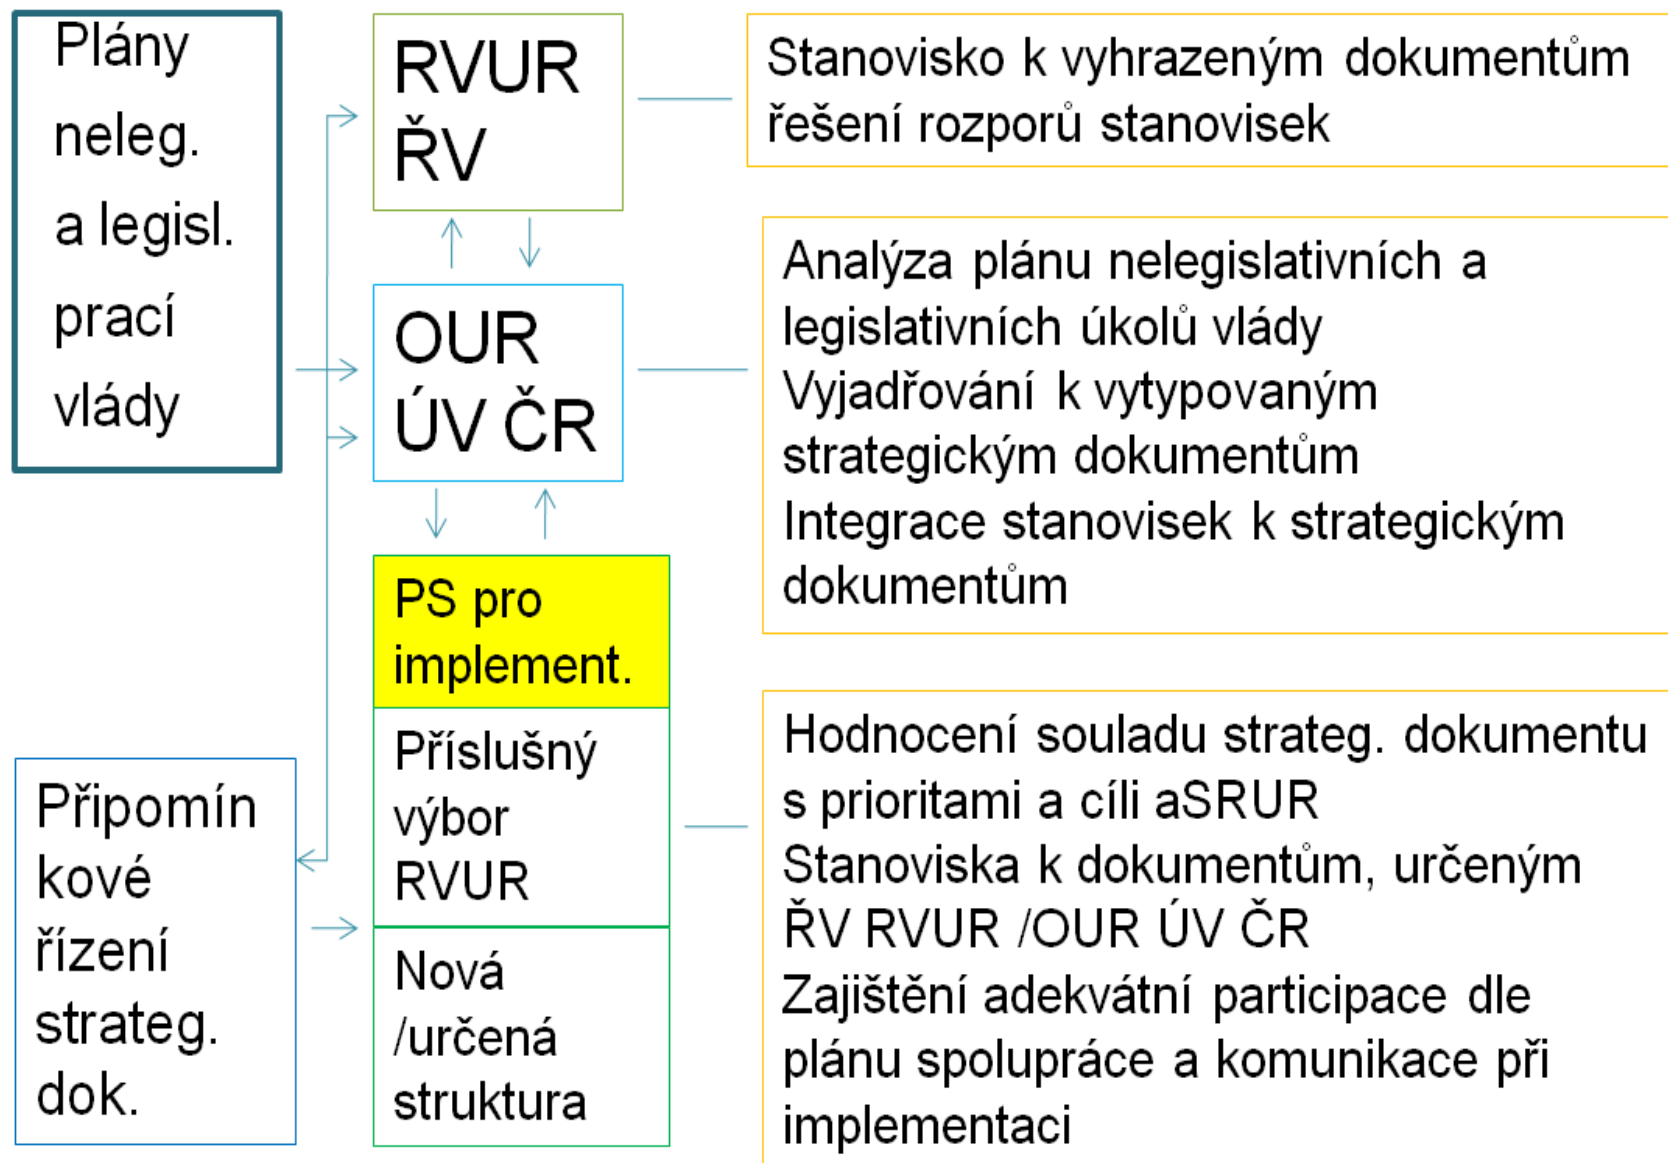 Plány
neleg.
a legisl.
prací
vlády
RVUR
ŘV
Stanovisko k vyhrazeným dokumentům
řešení rozporů stanovisek
OUR
ÚV ČR
Analýza plánu nelegislativních a
legislativních úkolů vlády
Vyjadřování k vytypovaným
strategickým dokumentům
Integrace stanovisek k strategickým
dokumentům
PS pro
implement.
Příslušný
výbor
RVUR
Nová
/určená
struktura
Připomín
kové
řízení
strateg.
dok.
Hodnocení souladu strateg. dokumentu
s prioritami a cíli aSRUR
Stanoviska k dokumentům, určeným
ŘV RVUR /OUR ÚV ČR
Zajištění adekvátní participace dle
plánu spolupráce a komunikace při
implementaci